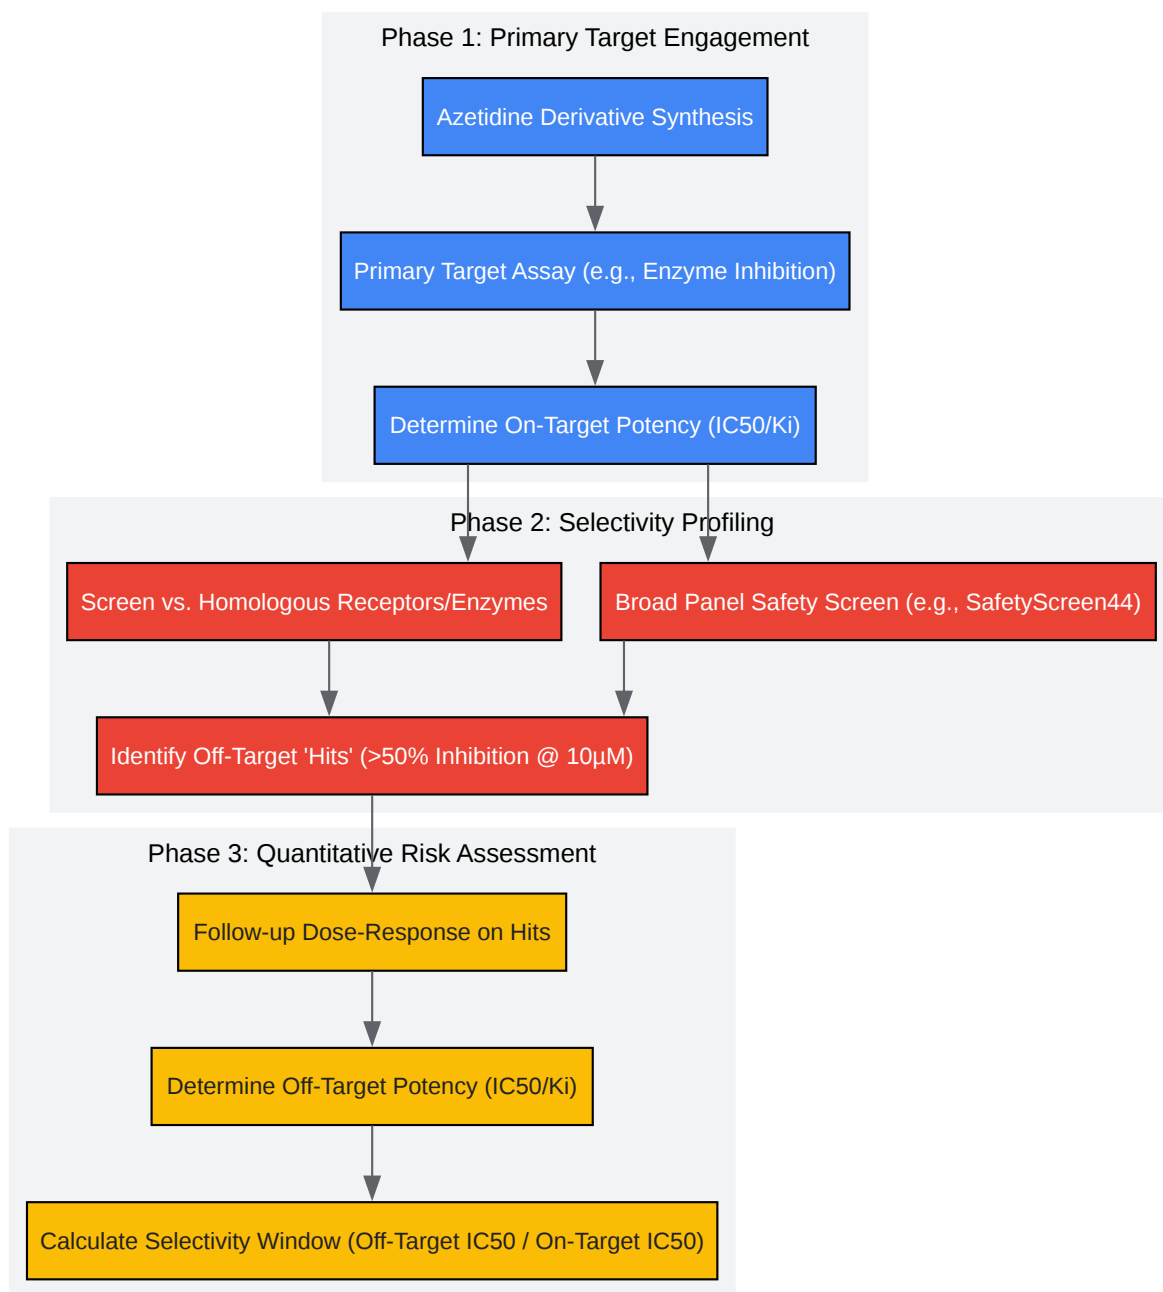 Phase 1: Primary Target Engagement
Azetidine Derivative Synthesis
Primary Target Assay (e.g., Enzyme Inhibition)
Determine On-Target Potency (IC50/Ki)
Phase 2: Selectivity Profiling
Screen vs. Homologous Receptors/Enzymes
Broad Panel Safety Screen (e.g., SafetyScreen44)
Identify Off-Target 'Hits' (>50% Inhibition @ 10µM)
Phase 3: Quantitative Risk Assessment
Follow-up Dose-Response on Hits
Determine Off-Target Potency (IC50/Ki)
Calculate Selectivity Window (Off-Target IC50 / On-Target IC50)